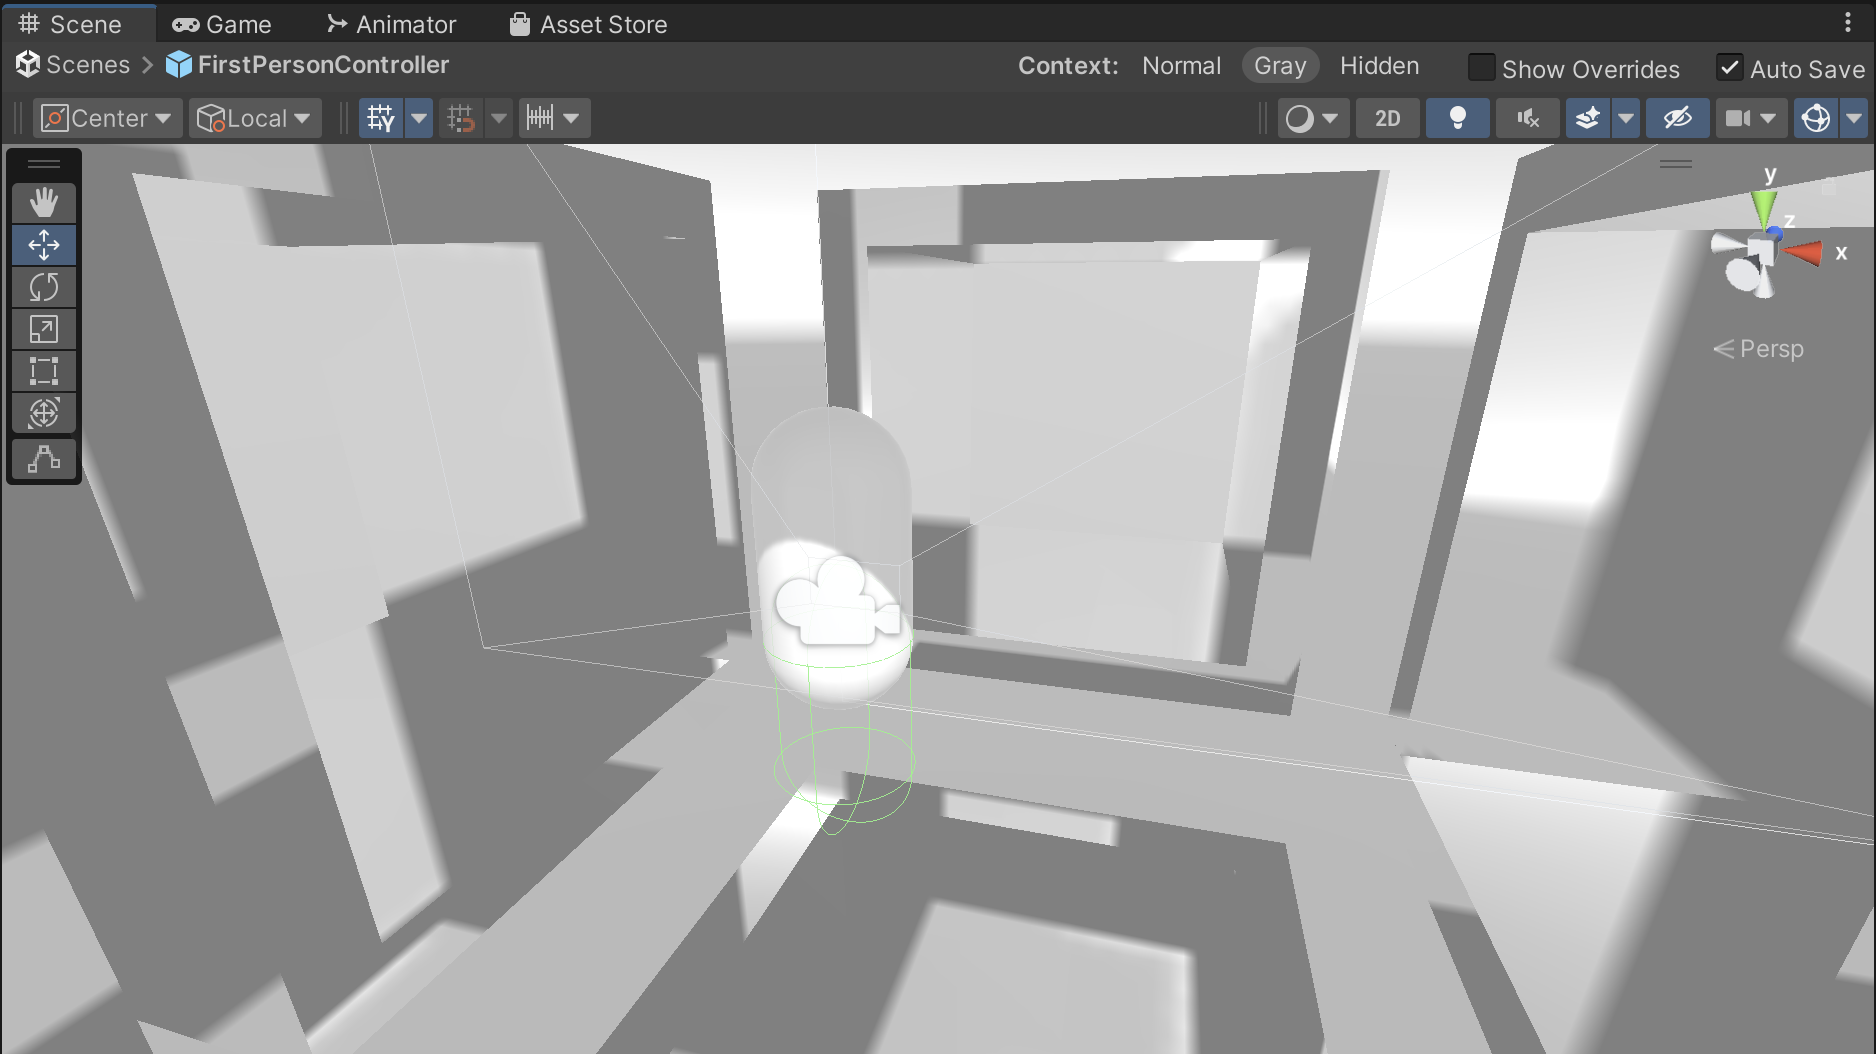 Scene Game Animator Asset Store
Scenes FirstPersonController Context: Normal Gray Hidden Show Overrides Auto Save
Center Local 2D
y
z
x
Persp